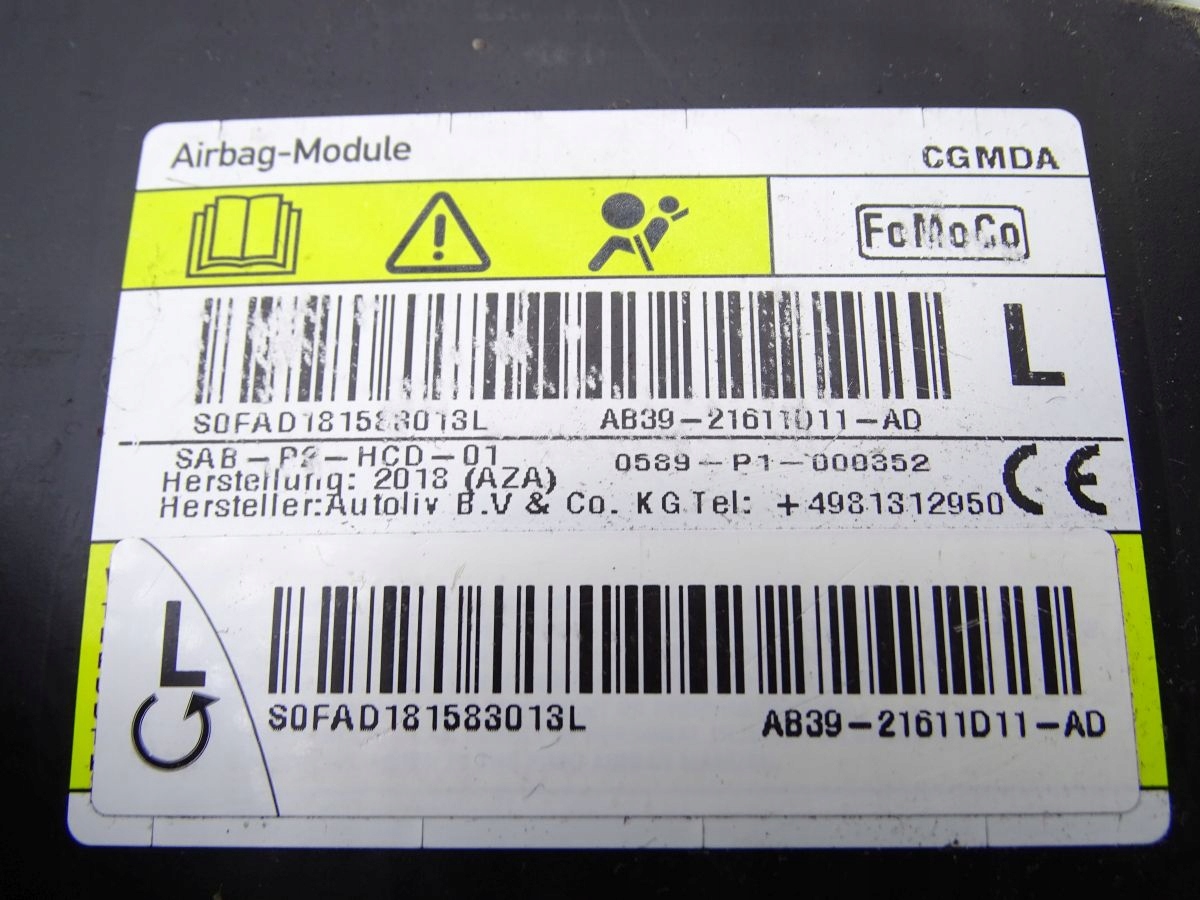 Airbag-Module
CGMDA
FoMoCo
L
S0FAD181583013L AB39-21611D11-AD
SAB-P2-HCD-01 0589-P1-000352
Herstellung: 2018 (AZA)
Hersteller:Autoliv B.V & Co. KG Tel: +4981312950
CE
L
S0FAD181583013L AB39-21611D11-AD